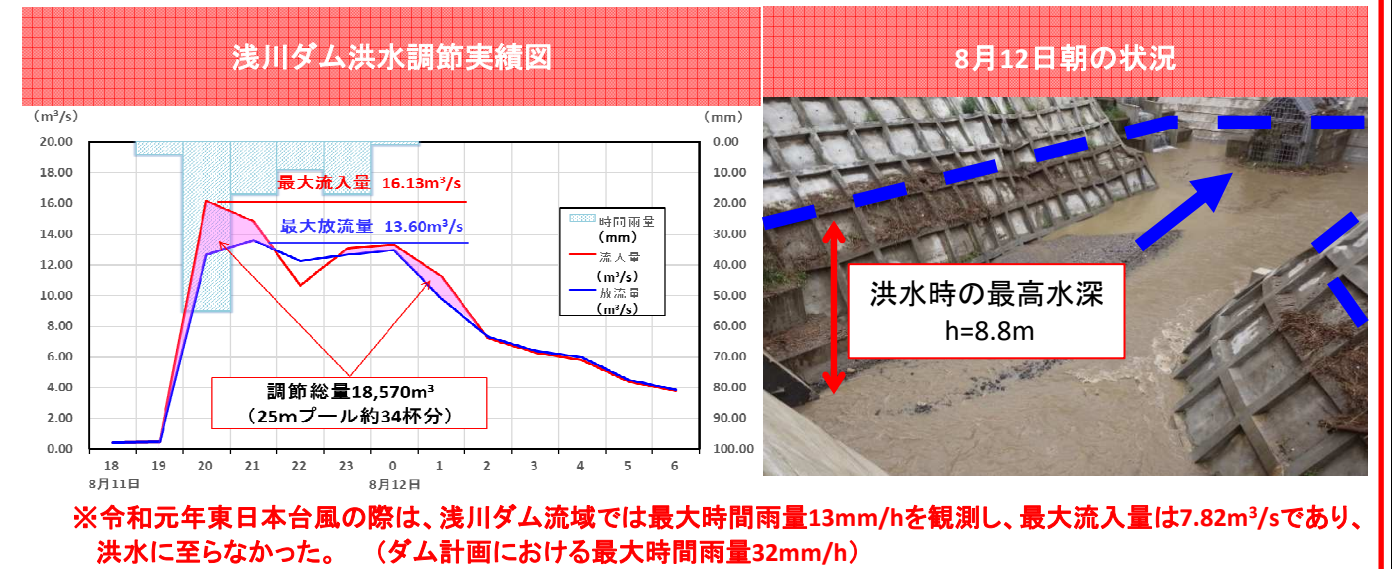 浅川ダム洪水調節実績図
8月12日朝の状況
（m³/s）
（mm）
20.00
18.00
16.00
14.00
12.00
10.00
8.00
6.00
4.00
2.00
0.00
0.00
10.00
20.00
30.00
40.00
50.00
60.00
70.00
80.00
90.00
100.00
最大流入量 16.13m³/s
最大放流量 13.60m³/s
時間雨量
（mm）
流入量
（m³/s）
放流量
（m³/s）
調節総量18,570m³
（25mプール約34杯分）
18 19 20 21 22 23 0 1 2 3 4 5 6
8月11日 8月12日
洪水時の最高水深
h=8.8m
※令和元年東日本台風の際は、浅川ダム流域では最大時間雨量13mm/hを観測し、最大流入量は7.82m³/sであり、
洪水に至らなかった。 （ダム計画における最大時間雨量32mm/h）